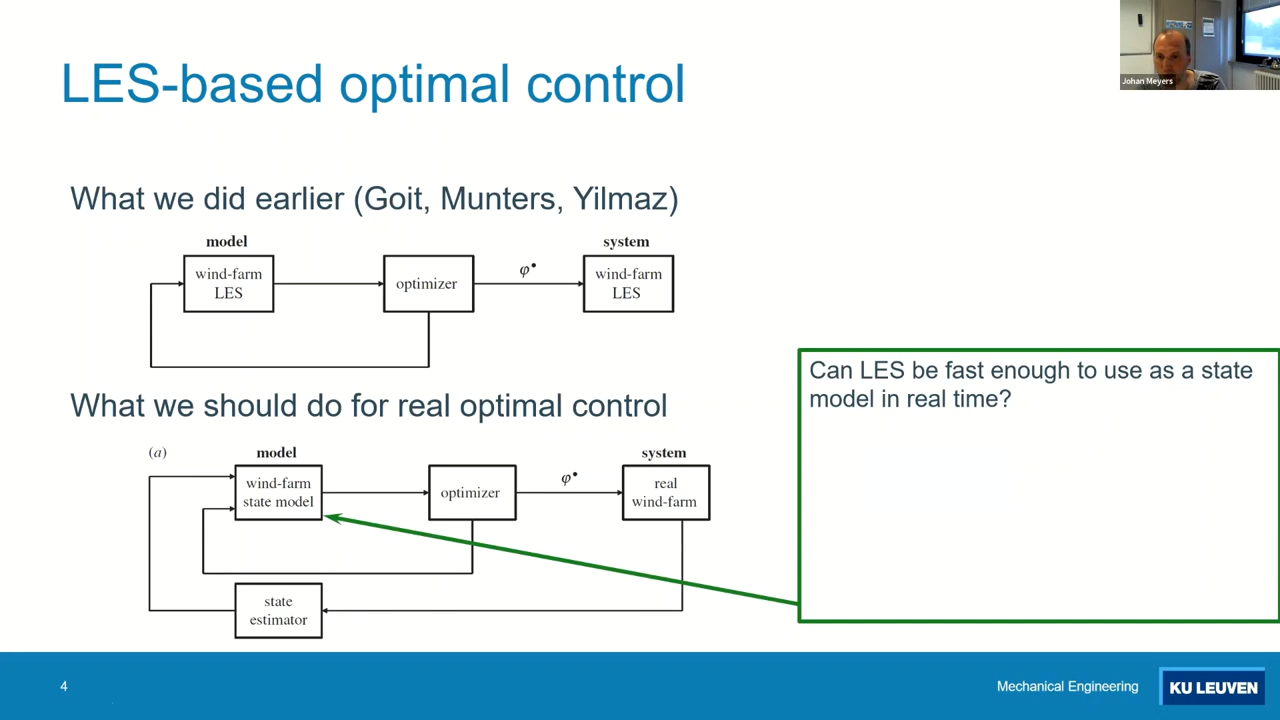 LES-based optimal control
Johan Meyers
What we did earlier (Goit, Munters, Yilmaz)
model
system
wind-farm
LES
optimizer
φ•
wind-farm
LES
What we should do for real optimal control
(a)
model
system
wind-farm
state model
optimizer
φ•
real
wind-farm
state
estimator
Can LES be fast enough to use as a state
model in real time?
4
Mechanical Engineering
KU LEUVEN